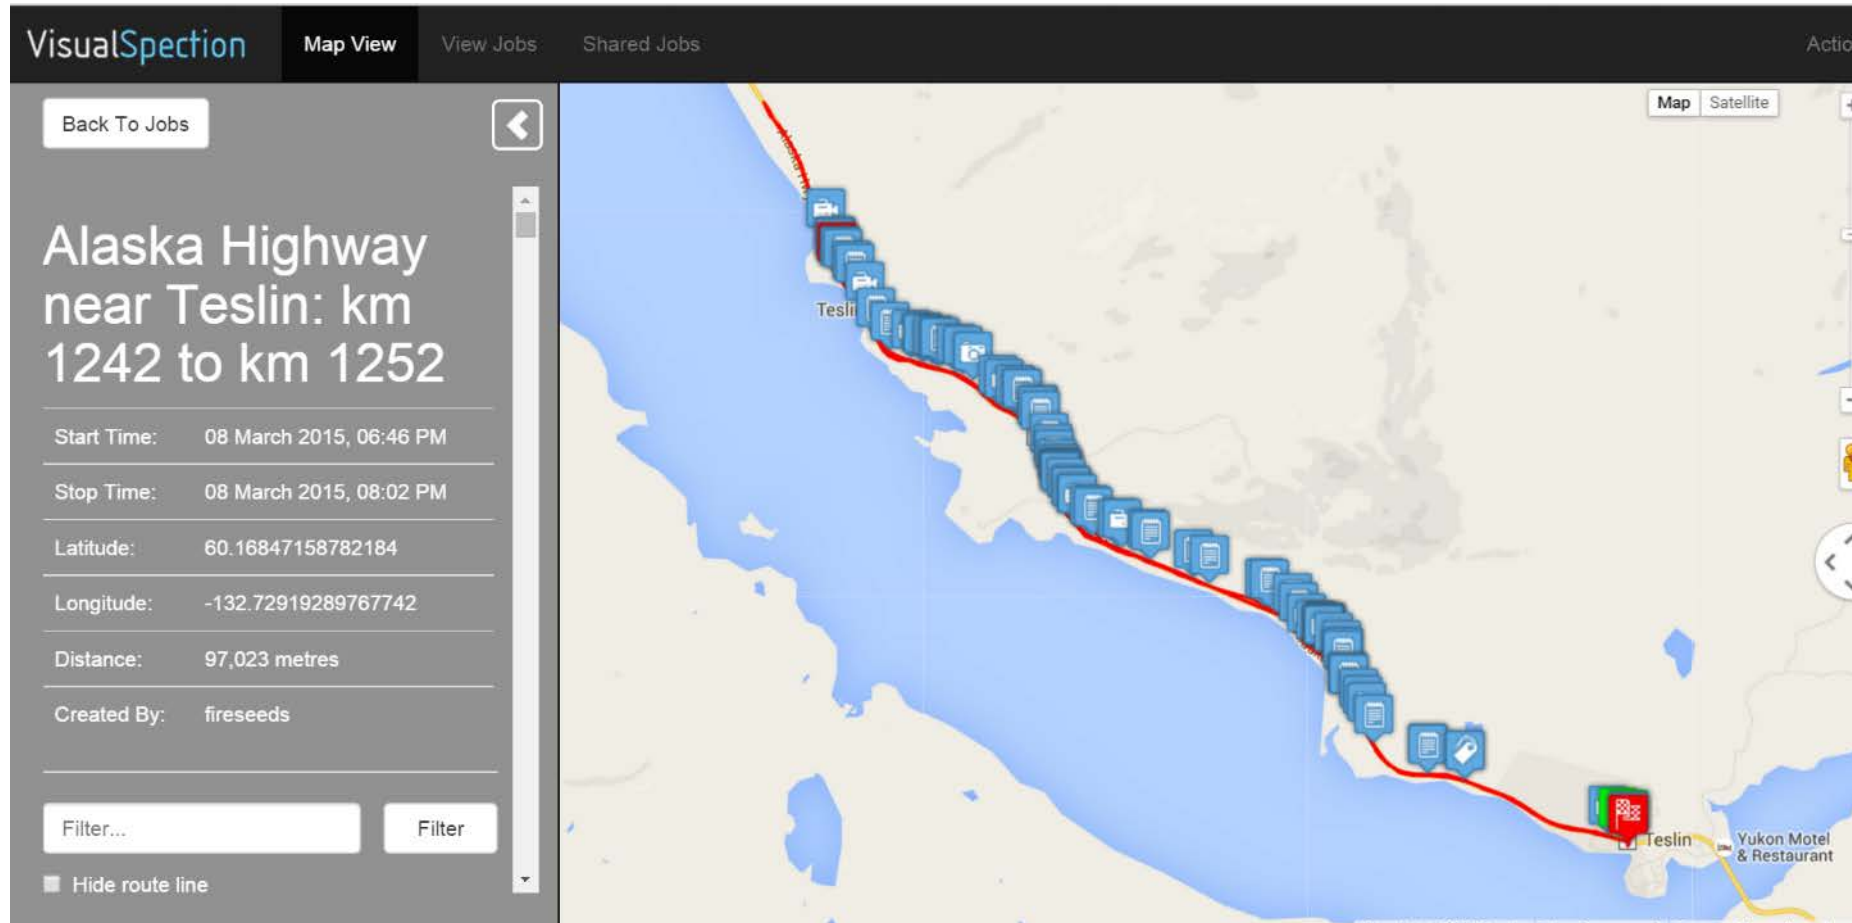 VisualSpection
Map View
View Jobs
Shared Jobs
Actio
Back To Jobs
Alaska Highway
near Teslin: km
1242 to km 1252
Start Time: 08 March 2015, 06:46 PM
Stop Time: 08 March 2015, 08:02 PM
Latitude: 60.16847158782184
Longitude: -132.72919289767742
Distance: 97,023 metres
Created By: fireseeds
Filter...
Filter
Hide route line
Map
Satellite
Alaska H
Tesli
Teslin
Yukon Motel
& Restaurant